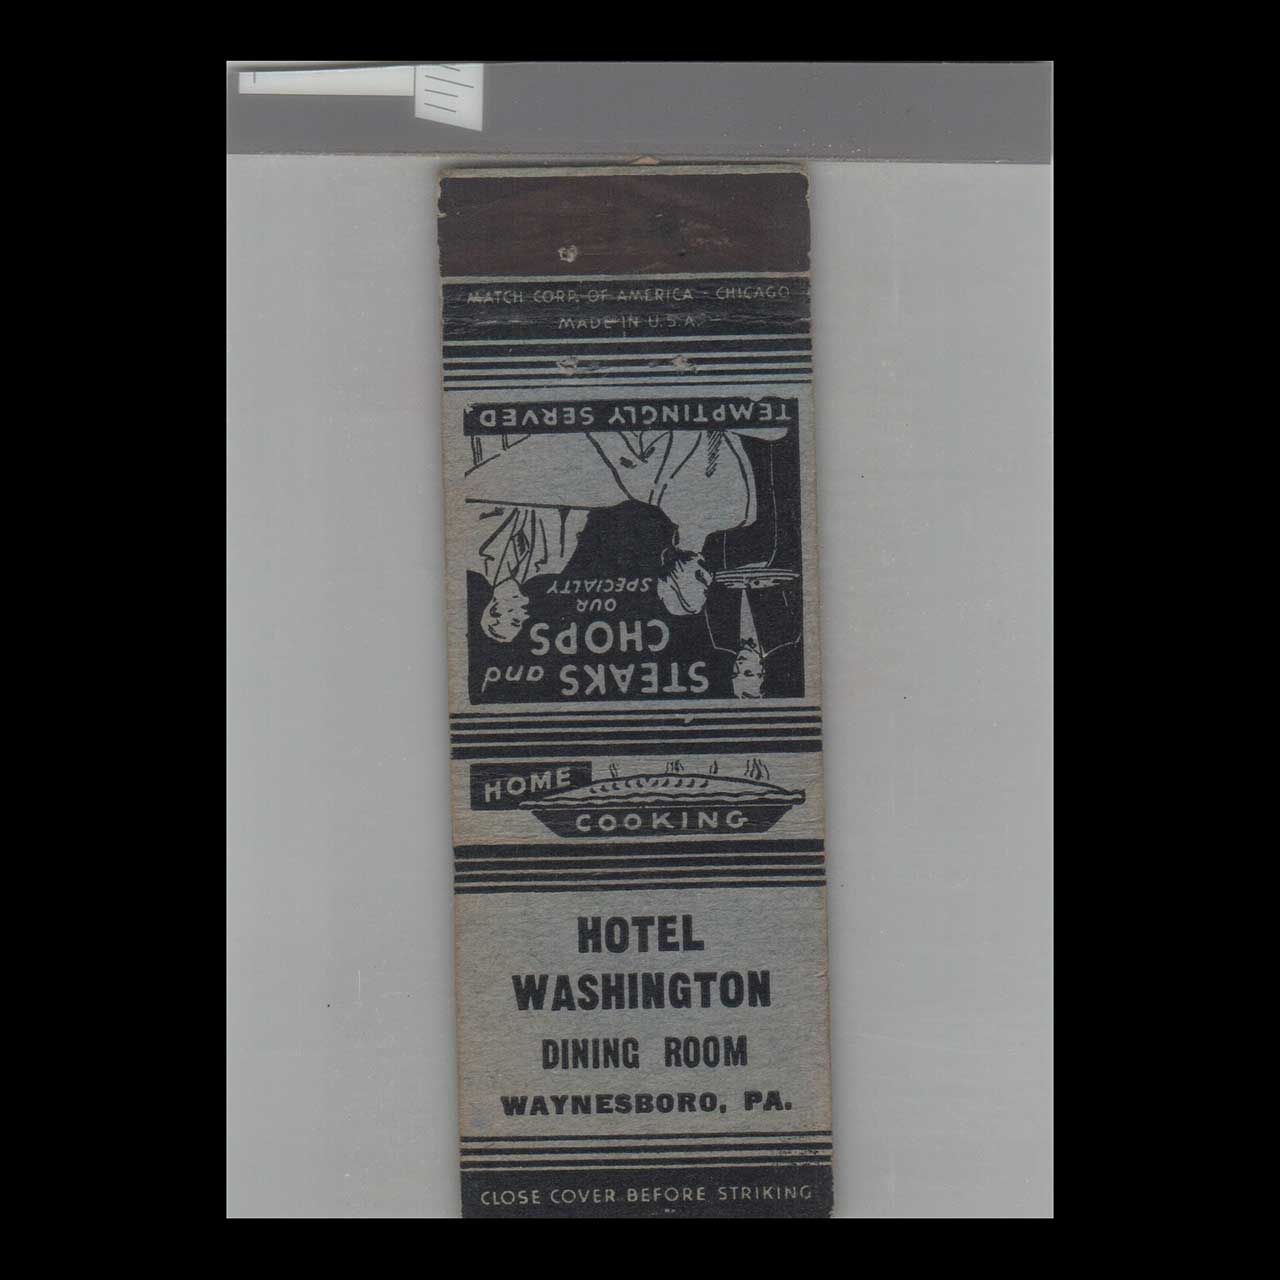 MATCH CORP. OF AMERICA - CHICAGO
MADE IN U.S.A.
STEAKS and
CHOPS
OUR
SPECIALTY
TEMPTINGLY SERVED
HOME
COOKING
HOTEL
WASHINGTON
DINING ROOM
WAYNESBORO, PA.
CLOSE COVER BEFORE STRIKING